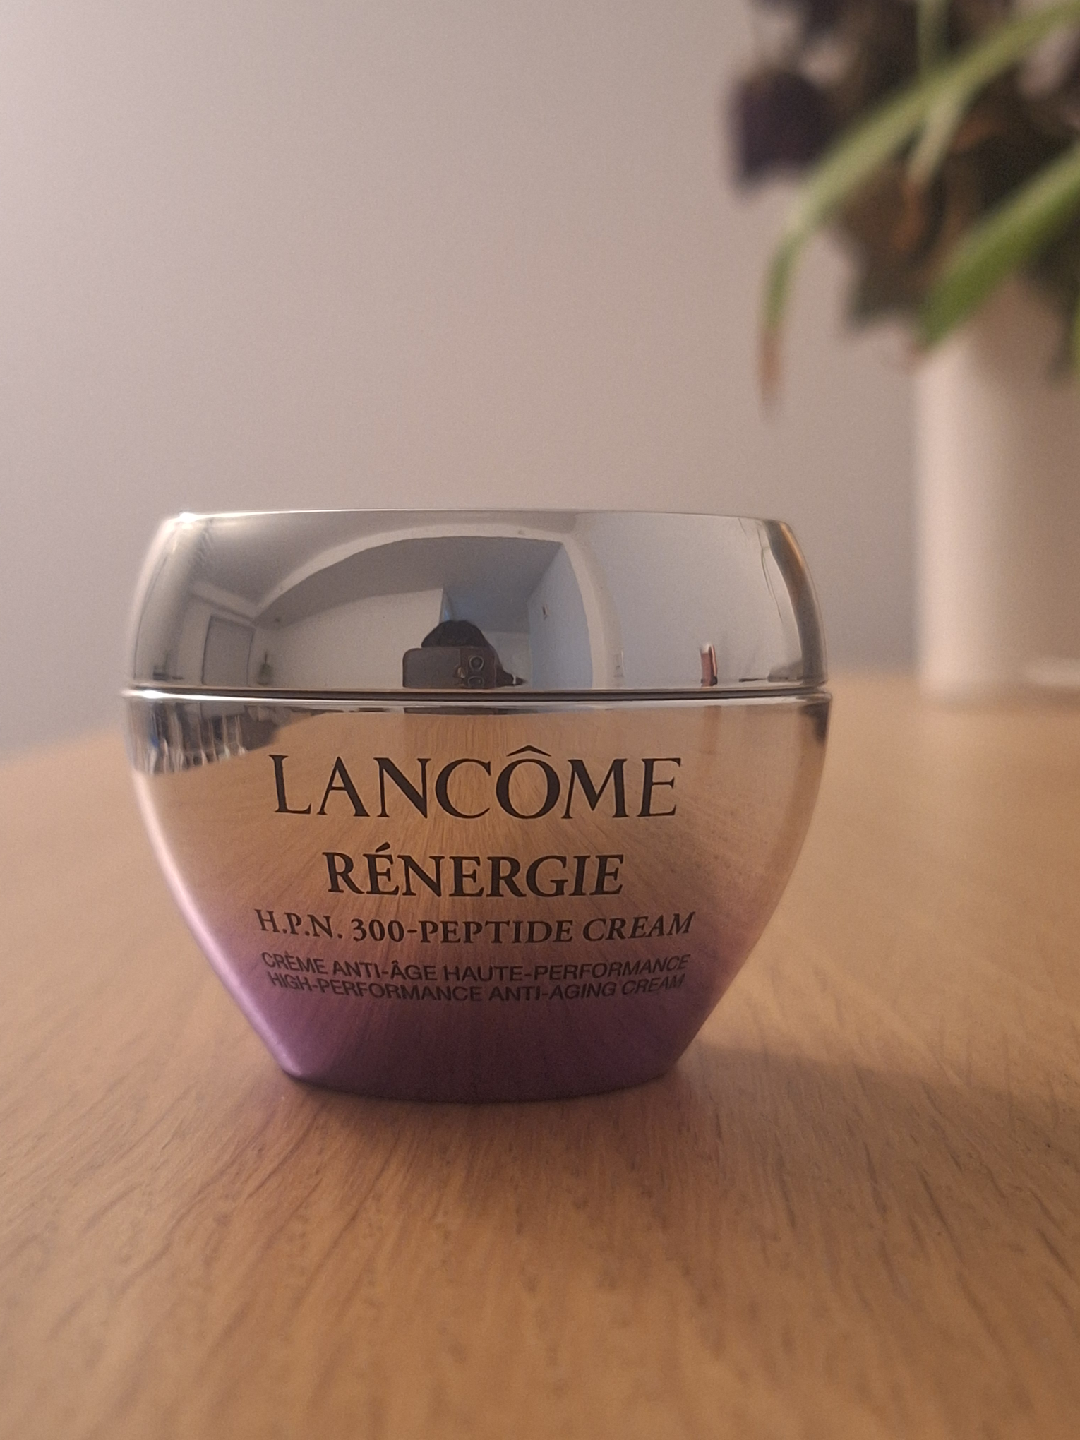 LANCÔME
RÉNERGIE
H.P.N. 300-PEPTIDE CREAM
CRÈME ANTI-ÂGE HAUTE-PERFORMANCE
HIGH-PERFORMANCE ANTI-AGING CREAM